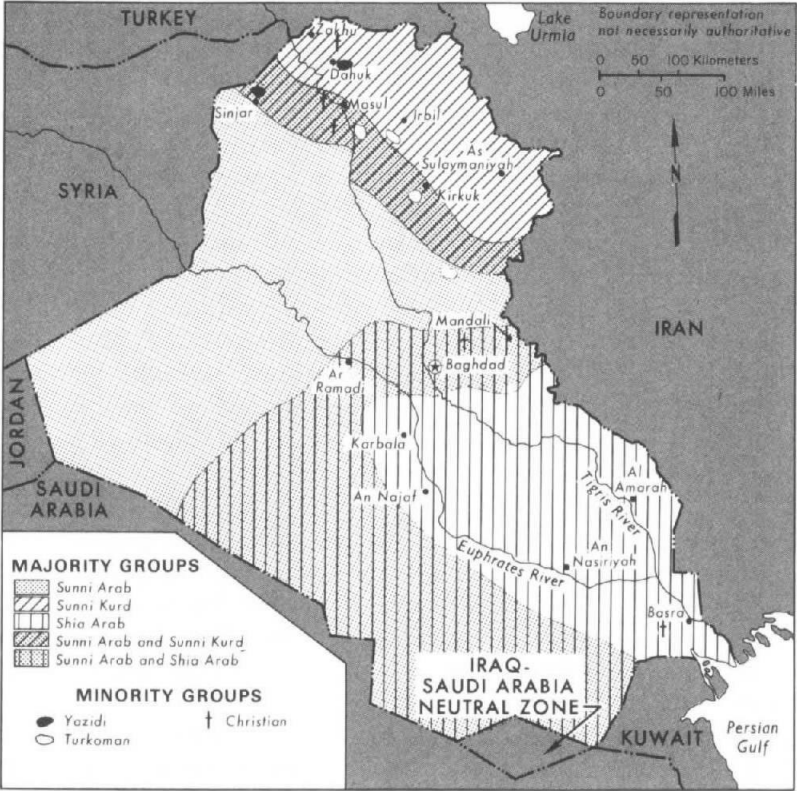 TURKEY
Lake
Urmia
Boundary representation
not necessarily authoritative
0 50 100 Kilometers
0 50 100 Miles
Zakhu
Dahuk
Sinjar
Masul
Irbil
As
Sulaymaniyah
Kirkuk
N
SYRIA
IRAN
Mandali
Baghdad
Ar
Ramadi
JORDAN
Karbala
SAUDI
ARABIA
An Najaf
Al
Amarah
Tigris River
Euphrates River
An
Nasiriyah
Basra
MAJORITY GROUPS
Sunni Arab
Sunni Kurd
Shia Arab
Sunni Arab and Sunni Kurd
Sunni Arab and Shia Arab
MINORITY GROUPS
Yazidi
Christian
Turkoman
IRAQ-
SAUDI ARABIA
NEUTRAL ZONE
KUWAIT
Persian
Gulf